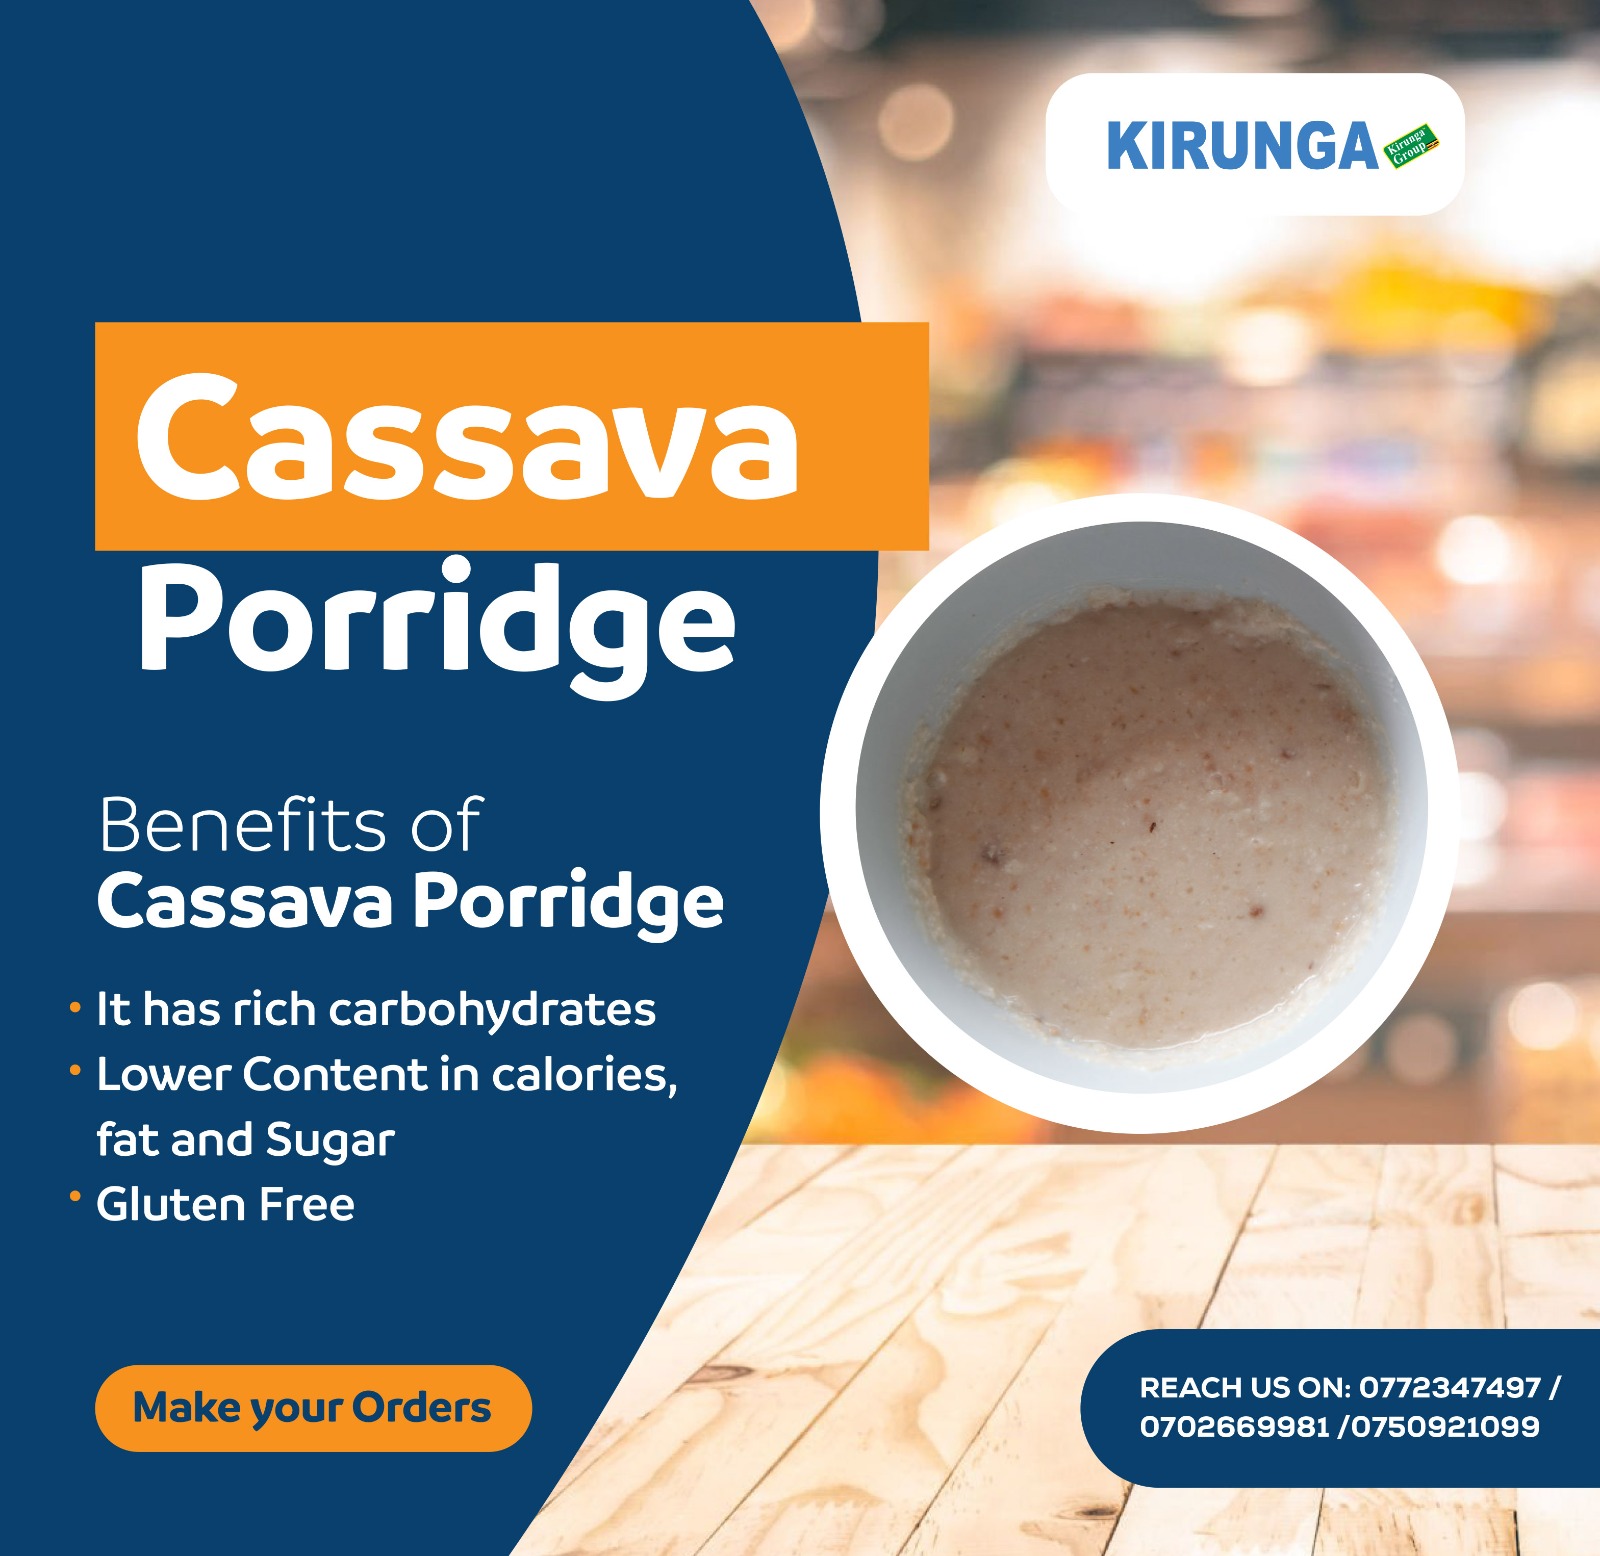 KIRUNGA
Kirunga
Group
Cassava
Porridge
Benefits of
Cassava Porridge
• It has rich carbohydrates
• Lower Content in calories,
fat and Sugar
• Gluten Free
Make your Orders
REACH US ON: 0772347497 /
0702669981 /0750921099